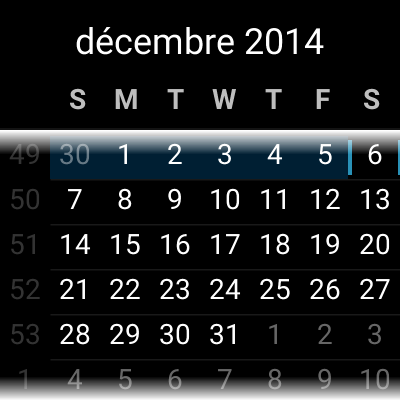 décembre 2014
S M T W T F S
49 30 1 2 3 4 5 6
50 7 8 9 10 11 12 13
51 14 15 16 17 18 19 20
52 21 22 23 24 25 26 27
53 28 29 30 31 1 2 3
1 4 5 6 7 8 9 10